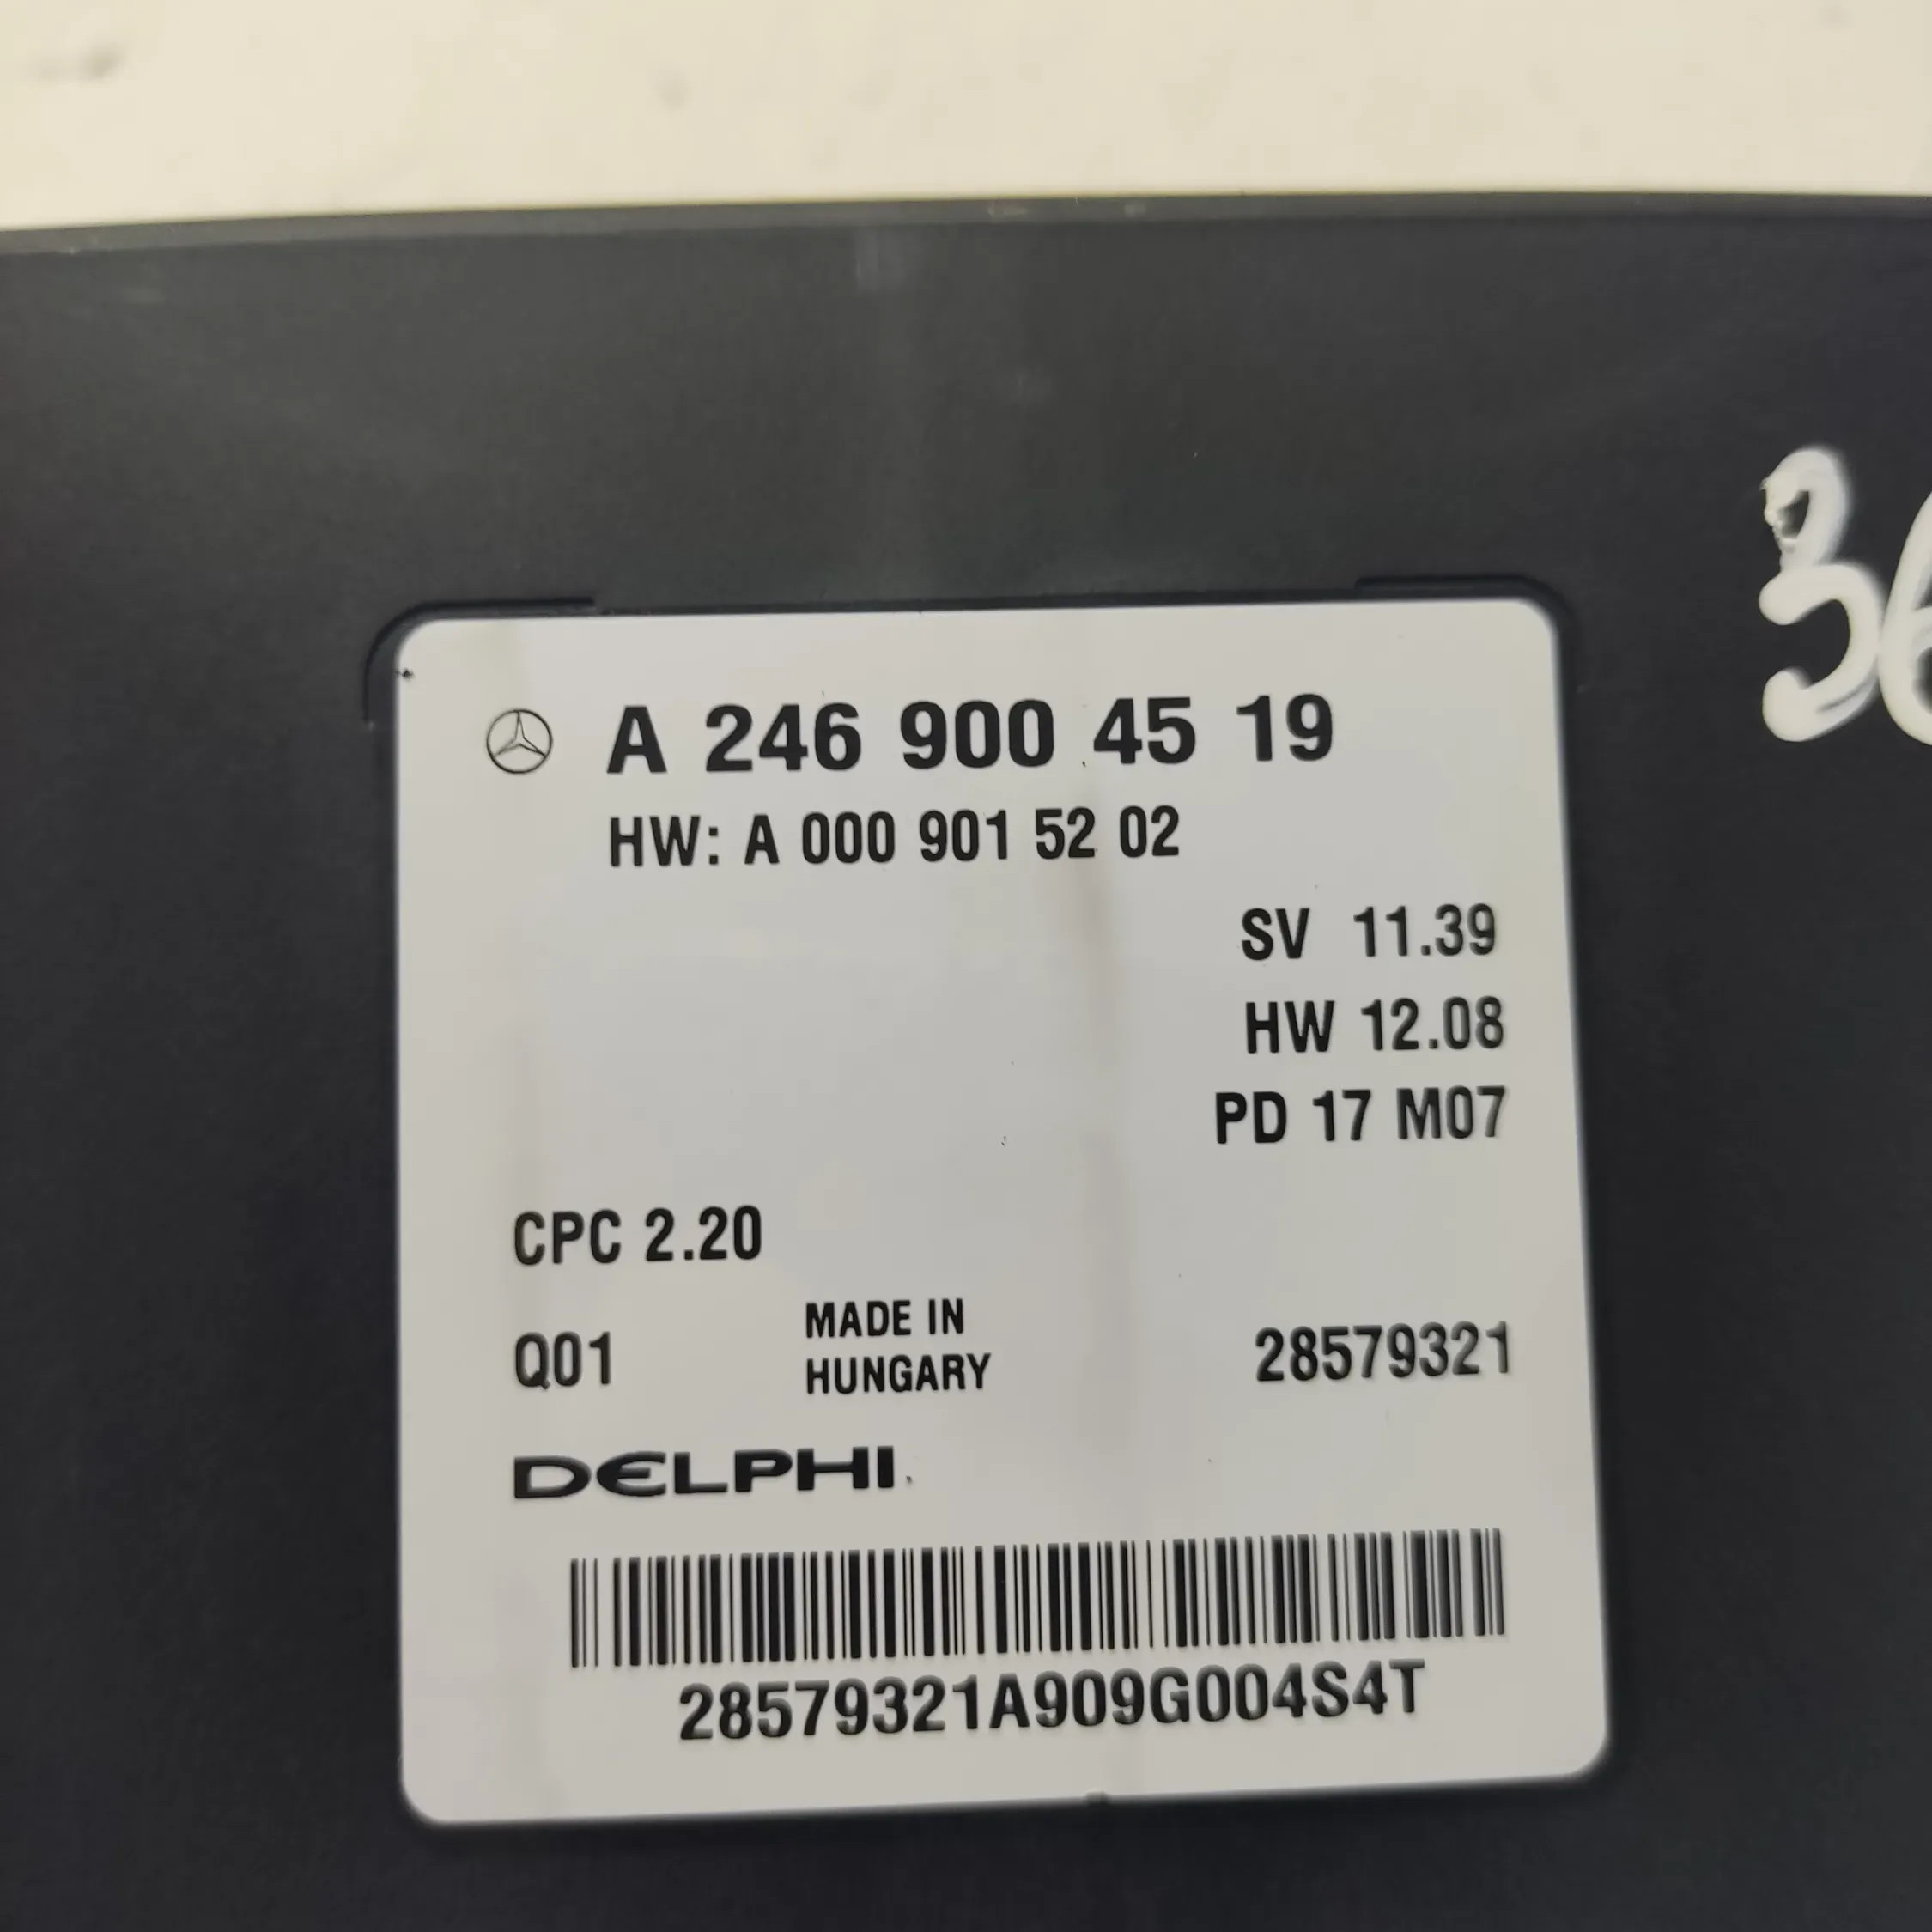 A 246 900 45 19
HW: A 000 901 52 02
SV 11.39
HW 12.08
PD 17 M07
CPC 2.20
Q01
MADE IN
HUNGARY
28579321
DELPHI
28579321A909G004S4T